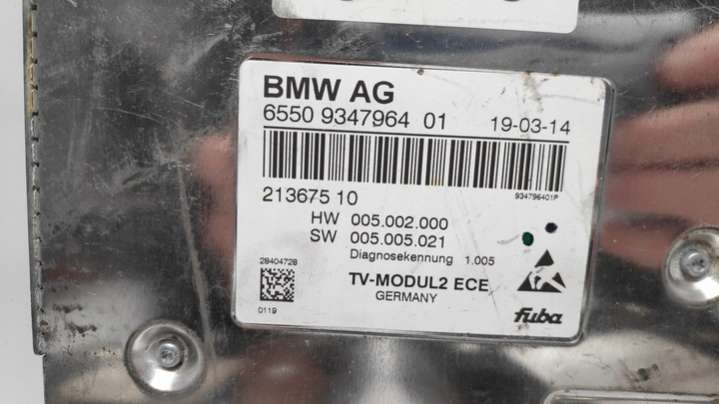 BMW AG
6550 9347964 01 19-03-14
213675 10 934796401P
HW 005.002.000
SW 005.005.021
Diagnosekennung 1.005
28404728
TV-MODUL2 ECE
GERMANY
0119
fuba